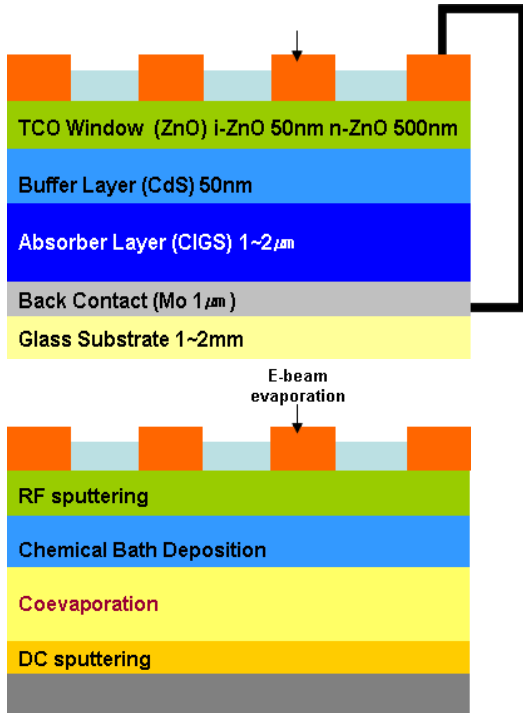 TCO Window (ZnO) i-ZnO 50nm n-ZnO 500nm
Buffer Layer (CdS) 50nm
Absorber Layer (CIGS) 1~2㎛
Back Contact (Mo 1㎛)
Glass Substrate 1~2mm
E-beam
evaporation
RF sputtering
Chemical Bath Deposition
Coevaporation
DC sputtering